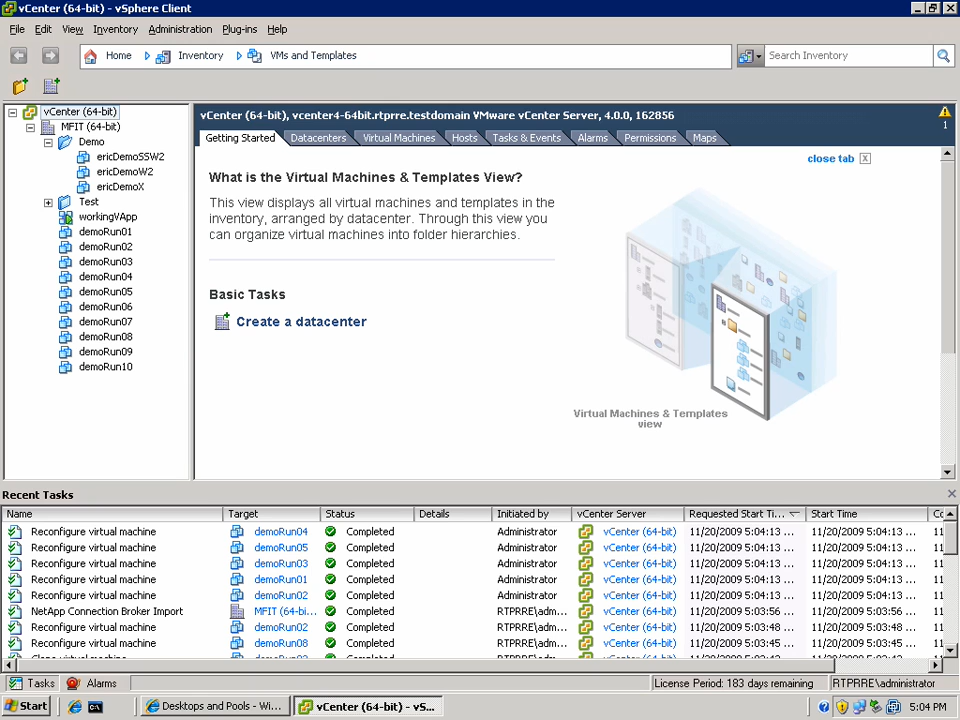 vCenter (64-bit) - vSphere Client
File Edit View Inventory Administration Plug-ins Help
Home Inventory VMs and Templates Search Inventory
vCenter (64-bit)
MFIT (64-bit)
Demo
ericDemoSSW2
ericDemoW2
ericDemoX
Test
workingVApp
demoRun01
demoRun02
demoRun03
demoRun04
demoRun05
demoRun06
demoRun07
demoRun08
demoRun09
demoRun10
vCenter (64-bit), vcenter4-64bit.rtprre.testdomain VMware vCenter Server, 4.0.0, 162856
1
Getting Started Datacenters Virtual Machines Hosts Tasks & Events Alarms Permissions Maps
close tab X
What is the Virtual Machines & Templates View?
This view displays all virtual machines and templates in the
inventory, arranged by datacenter. Through this view you
can organize virtual machines into folder hierarchies.
Basic Tasks
Create a datacenter
Virtual Machines & Templates
view
Recent Tasks
Name Target Status Details Initiated by vCenter Server Requested Start Ti... Start Time Co
Reconfigure virtual machine demoRun04 Completed Administrator vCenter (64-bit) 11/20/2009 5:04:13 ... 11/20/2009 5:04:13 ... 11
Reconfigure virtual machine demoRun05 Completed Administrator vCenter (64-bit) 11/20/2009 5:04:13 ... 11/20/2009 5:04:13 ... 11
Reconfigure virtual machine demoRun03 Completed Administrator vCenter (64-bit) 11/20/2009 5:04:13 ... 11/20/2009 5:04:13 ... 11
Reconfigure virtual machine demoRun01 Completed Administrator vCenter (64-bit) 11/20/2009 5:04:13 ... 11/20/2009 5:04:13 ... 11
Reconfigure virtual machine demoRun02 Completed Administrator vCenter (64-bit) 11/20/2009 5:04:13 ... 11/20/2009 5:04:13 ... 11
NetApp Connection Broker Import MFIT (64-bi... Completed RTPRRE\adm... vCenter (64-bit) 11/20/2009 5:03:56 ... 11/20/2009 5:03:56 ... 11
Reconfigure virtual machine demoRun02 Completed RTPRRE\adm... vCenter (64-bit) 11/20/2009 5:03:48 ... 11/20/2009 5:03:48 ... 11
Reconfigure virtual machine demoRun08 Completed RTPRRE\adm... vCenter (64-bit) 11/20/2009 5:03:45 ... 11/20/2009 5:03:45 ... 11
Tasks Alarms License Period: 183 days remaining RTPRRE\administrator
Start Desktops and Pools - Wi... vCenter (64-bit) - vS... 5:04 PM